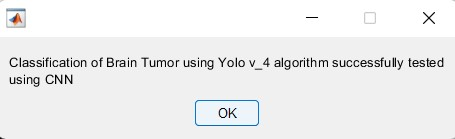 Classification of Brain Tumor using Yolo v_4 algorithm successfully tested
using CNN
OK